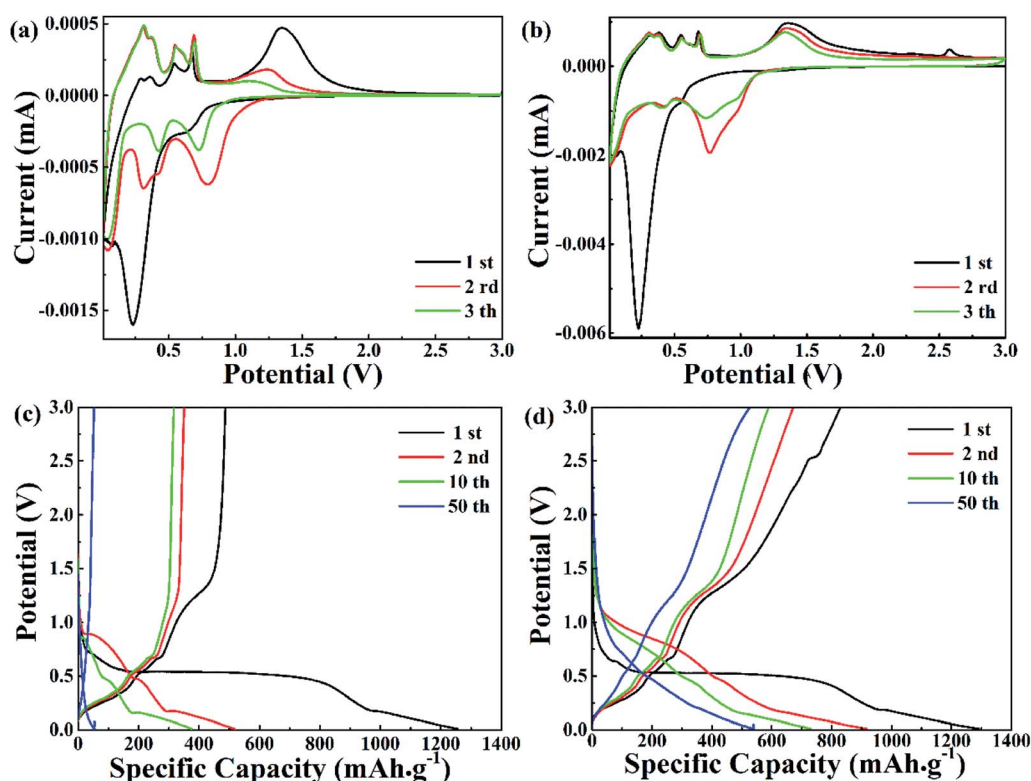 (a)
0.0005
0.0000
-0.0005
-0.0010
-0.0015
Current (mA)
0.5 1.0 1.5 2.0 2.5 3.0
Potential (V)
1 st
2 rd
3 th
(b)
0.000
-0.002
-0.004
-0.006
Current (mA)
0.5 1.0 1.5 2.0 2.5 3.0
Potential (V)
1 st
2 rd
3 th
(c)
3.0
2.5
2.0
1.5
1.0
0.5
0.0
Potential (V)
0 200 400 600 800 1000 1200 1400
Specific Capacity (mAh·g⁻¹)
1 st
2 nd
10 th
50 th
(d)
3.0
2.5
2.0
1.5
1.0
0.5
0.0
Potential (V)
0 200 400 600 800 1000 1200 1400
Specific Capacity (mAh·g⁻¹)
1 st
2 nd
10 th
50 th